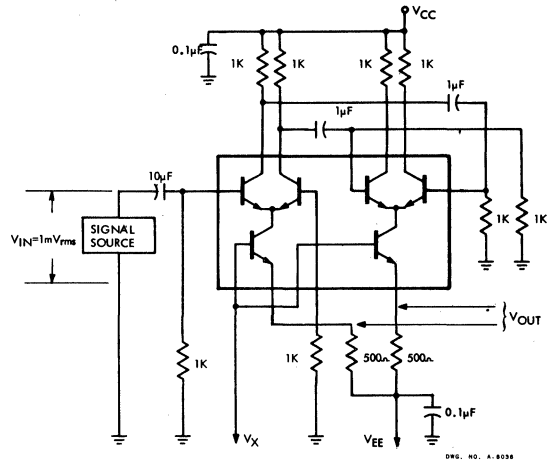 VCC
0.1μF
1K
1K
1K
1K
1μF
1μF
10μF
VIN=1mVrms
SIGNAL
SOURCE
1K
1K
VOUT
1K
1K
500Ω
500Ω
0.1μF
VX
VEE
DWG. NO. A-8038